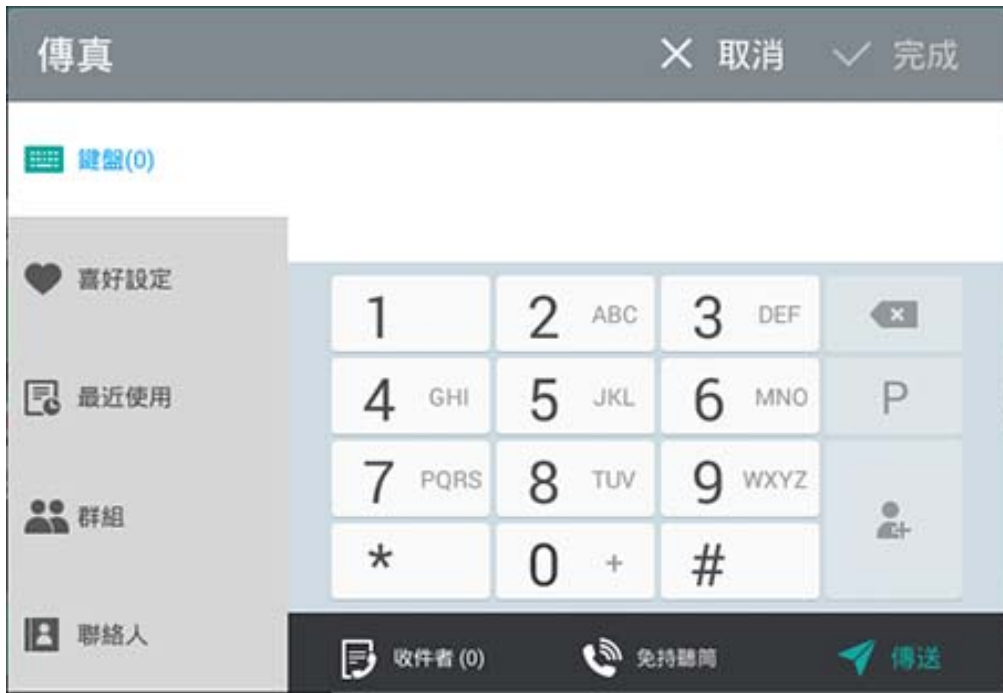 傳真 取消 完成
鍵盤(0)
喜好設定
最近使用
群組
聯絡人
1 2 ABC 3 DEF
4 GHI 5 JKL 6 MNO P
7 PQRS 8 TUV 9 WXYZ
* 0 + #
收件者 (0) 免持聽筒 傳送